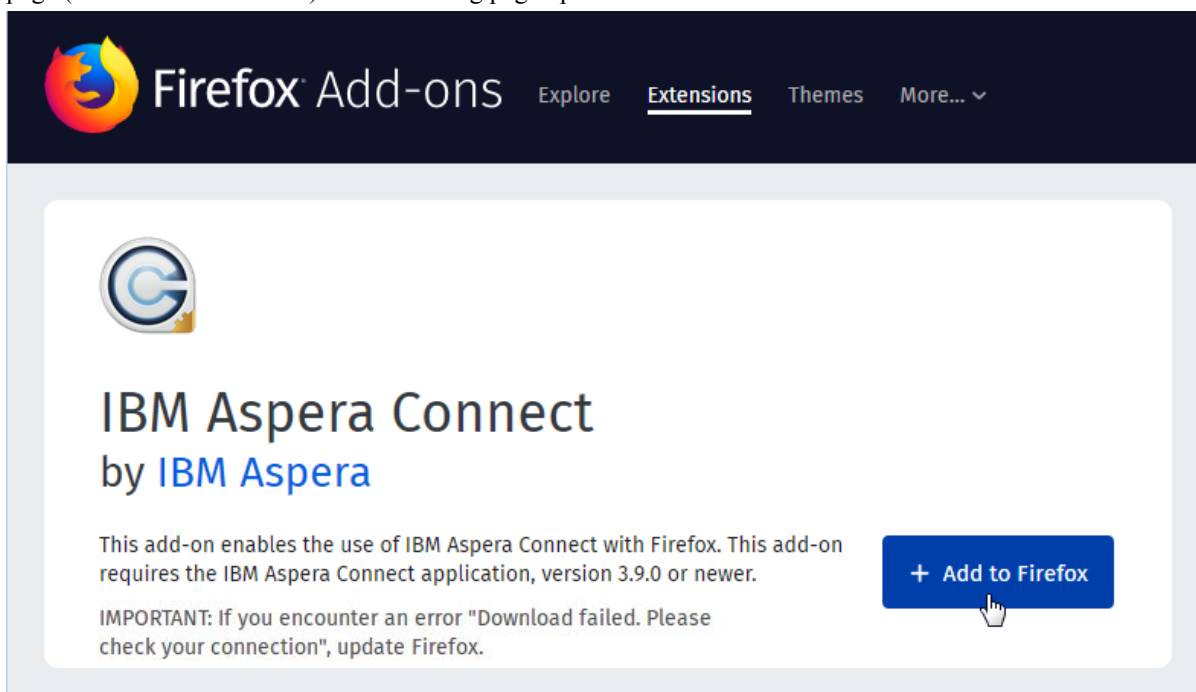 Firefox Add-ons Explore Extensions Themes More...
IBM Aspera Connect
by IBM Aspera
This add-on enables the use of IBM Aspera Connect with Firefox. This add-on
requires the IBM Aspera Connect application, version 3.9.0 or newer.
+ Add to Firefox
IMPORTANT: If you encounter an error "Download failed. Please
check your connection", update Firefox.